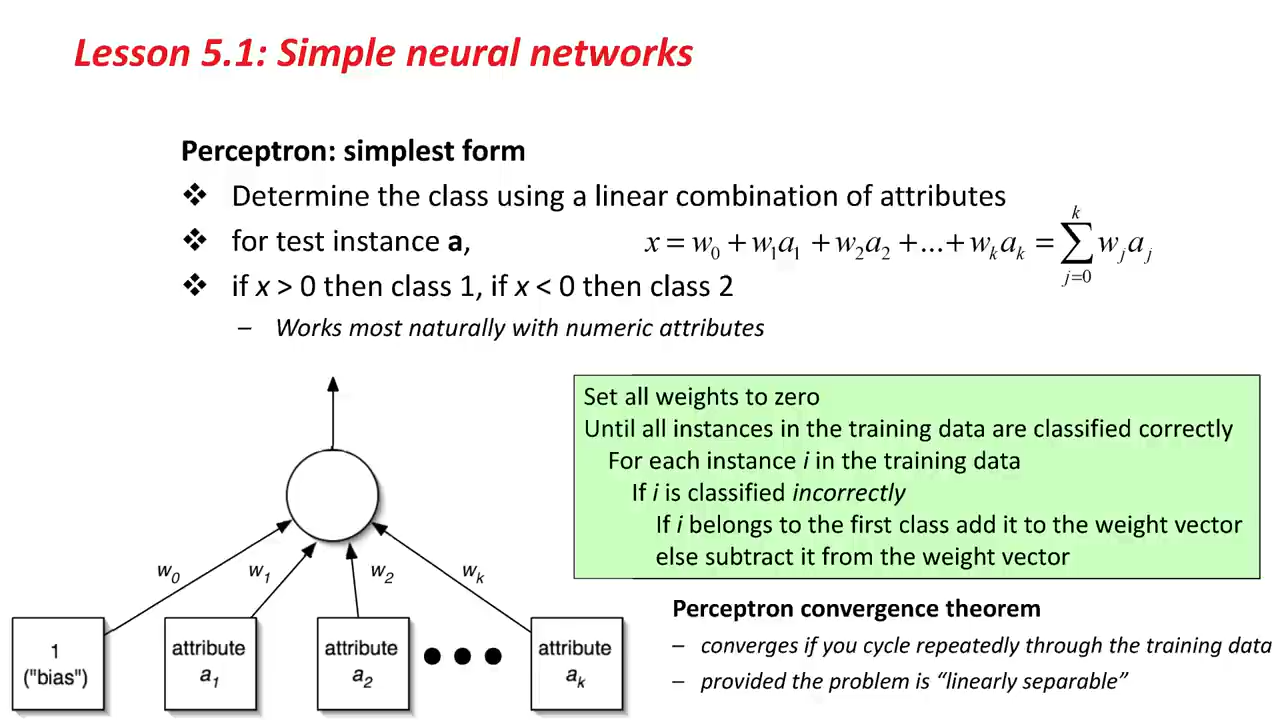 Lesson 5.1: Simple neural networks
Perceptron: simplest form
❖ Determine the class using a linear combination of attributes
❖ for test instance a, x = w₀ + w₁a₁ + w₂a₂ + ... + wₖaₖ = ∑ⱼ₌₀ᵏ wⱼaⱼ
❖ if x > 0 then class 1, if x < 0 then class 2
– Works most naturally with numeric attributes
Set all weights to zero
Until all instances in the training data are classified correctly
For each instance i in the training data
If i is classified incorrectly
If i belongs to the first class add it to the weight vector
else subtract it from the weight vector
w₀ w₁ w₂ wₖ
1
("bias")
attribute
a₁
attribute
a₂
attribute
aₖ
Perceptron convergence theorem
– converges if you cycle repeatedly through the training data
– provided the problem is “linearly separable”